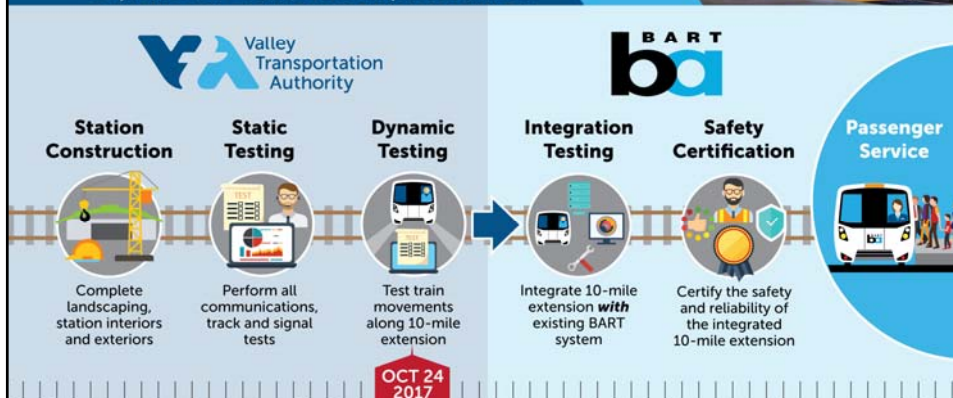 Valley
Transportation
Authority
BART
ba
Station
Construction
Static
Testing
Dynamic
Testing
Integration
Testing
Safety
Certification
Passenger
Service
TEST
TEST
BART
ba
Complete
landscaping,
station interiors
and exteriors
Perform all
communications,
track and signal
tests
Test train
movements
along 10-mile
extension
Integrate 10-mile
extension with
existing BART
system
Certify the safety
and reliability of
the integrated
10-mile extension
OCT 24
2017